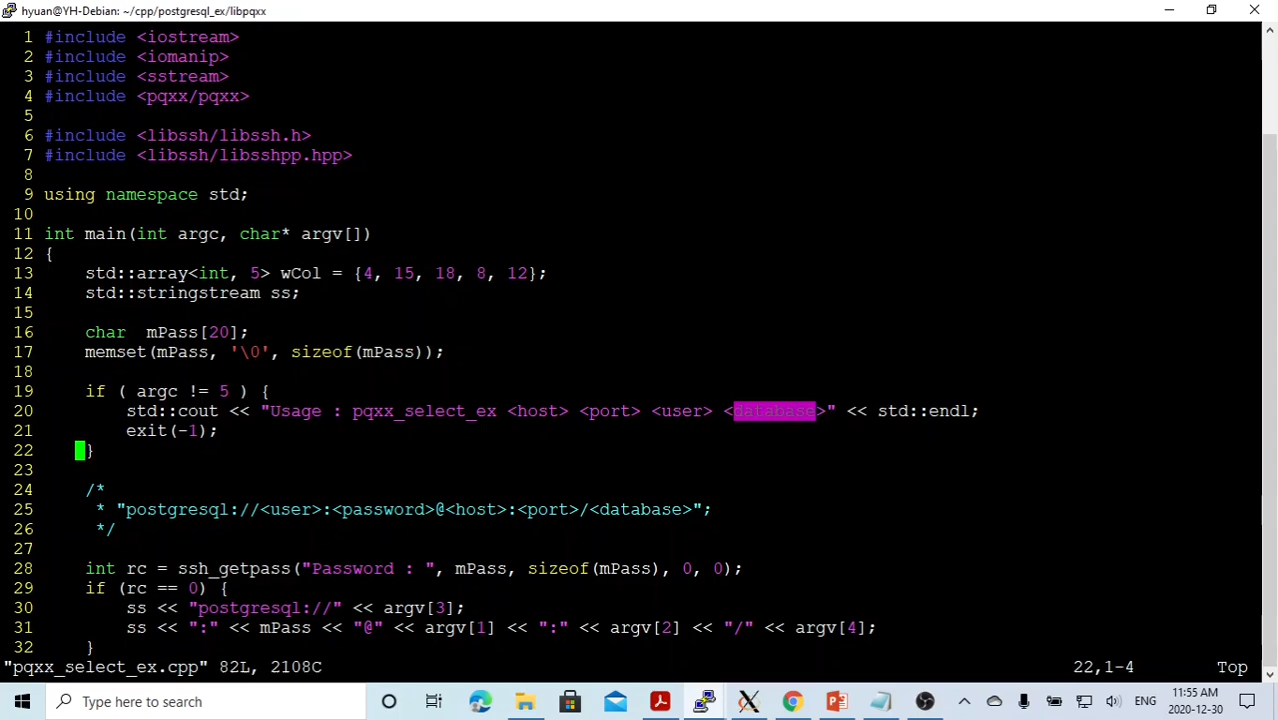 hyuan@YH-Debian: ~/cpp/postgresql_ex/libpqxx
1 #include <iostream>
2 #include <iomanip>
3 #include <sstream>
4 #include <pqxx/pqxx>
5
6 #include <libssh/libssh.h>
7 #include <libssh/libsshpp.hpp>
8
9 using namespace std;
10
11 int main(int argc, char* argv[])
12 {
13     std::array<int, 5> wCol = {4, 15, 18, 8, 12};
14     std::stringstream ss;
15
16     char  mPass[20];
17     memset(mPass, '\0', sizeof(mPass));
18
19     if ( argc != 5 ) {
20         std::cout << "Usage : pqxx_select_ex <host> <port> <user> <database>" << std::endl;
21         exit(-1);
22     }
23
24     /*
25      * "postgresql://<user>:<password>@<host>:<port>/<database>";
26      */
27
28     int rc = ssh_getpass("Password : ", mPass, sizeof(mPass), 0, 0);
29     if (rc == 0) {
30         ss << "postgresql://" << argv[3];
31         ss << ":" << mPass << "@" << argv[1] << ":" << argv[2] << "/" << argv[4];
32     }
"pqxx_select_ex.cpp" 82L, 2108C 22,1-4 Top
Type here to search
ENG
11:55 AM
2020-12-30